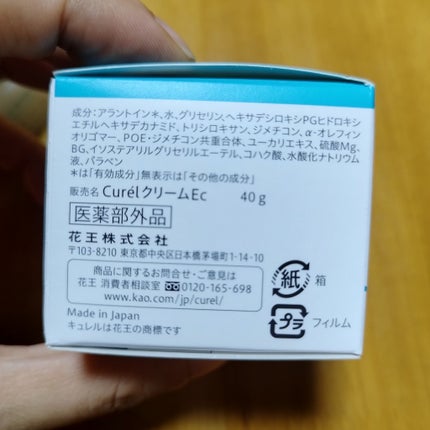 成分：アラントイン＊、水、グリセリン、ヘキサデシロキシPGヒドロキシ
エチルヘキサデカナミド、トリシロキサン、ジメチコン、α-オレフィン
オリゴマー、POE・ジメチコン共重合体、ユーカリエキス、硫酸Mg、
BG、イソステアリルグリセリルエーテル、コハク酸、水酸化ナトリウム
液、パラベン
＊は「有効成分」無表示は「その他の成分」
販売名 CurélクリームEc 40g
医薬部外品
花王株式会社
〒103-8210 東京都中央区日本橋茅場町1-14-10
商品に関するお問合せ・ご意見は
花王 消費者相談室 0120-165-698
www.kao.com/jp/curel/
紙 箱
プラ フィルム
Made in Japan
キュレルは花王の商標です